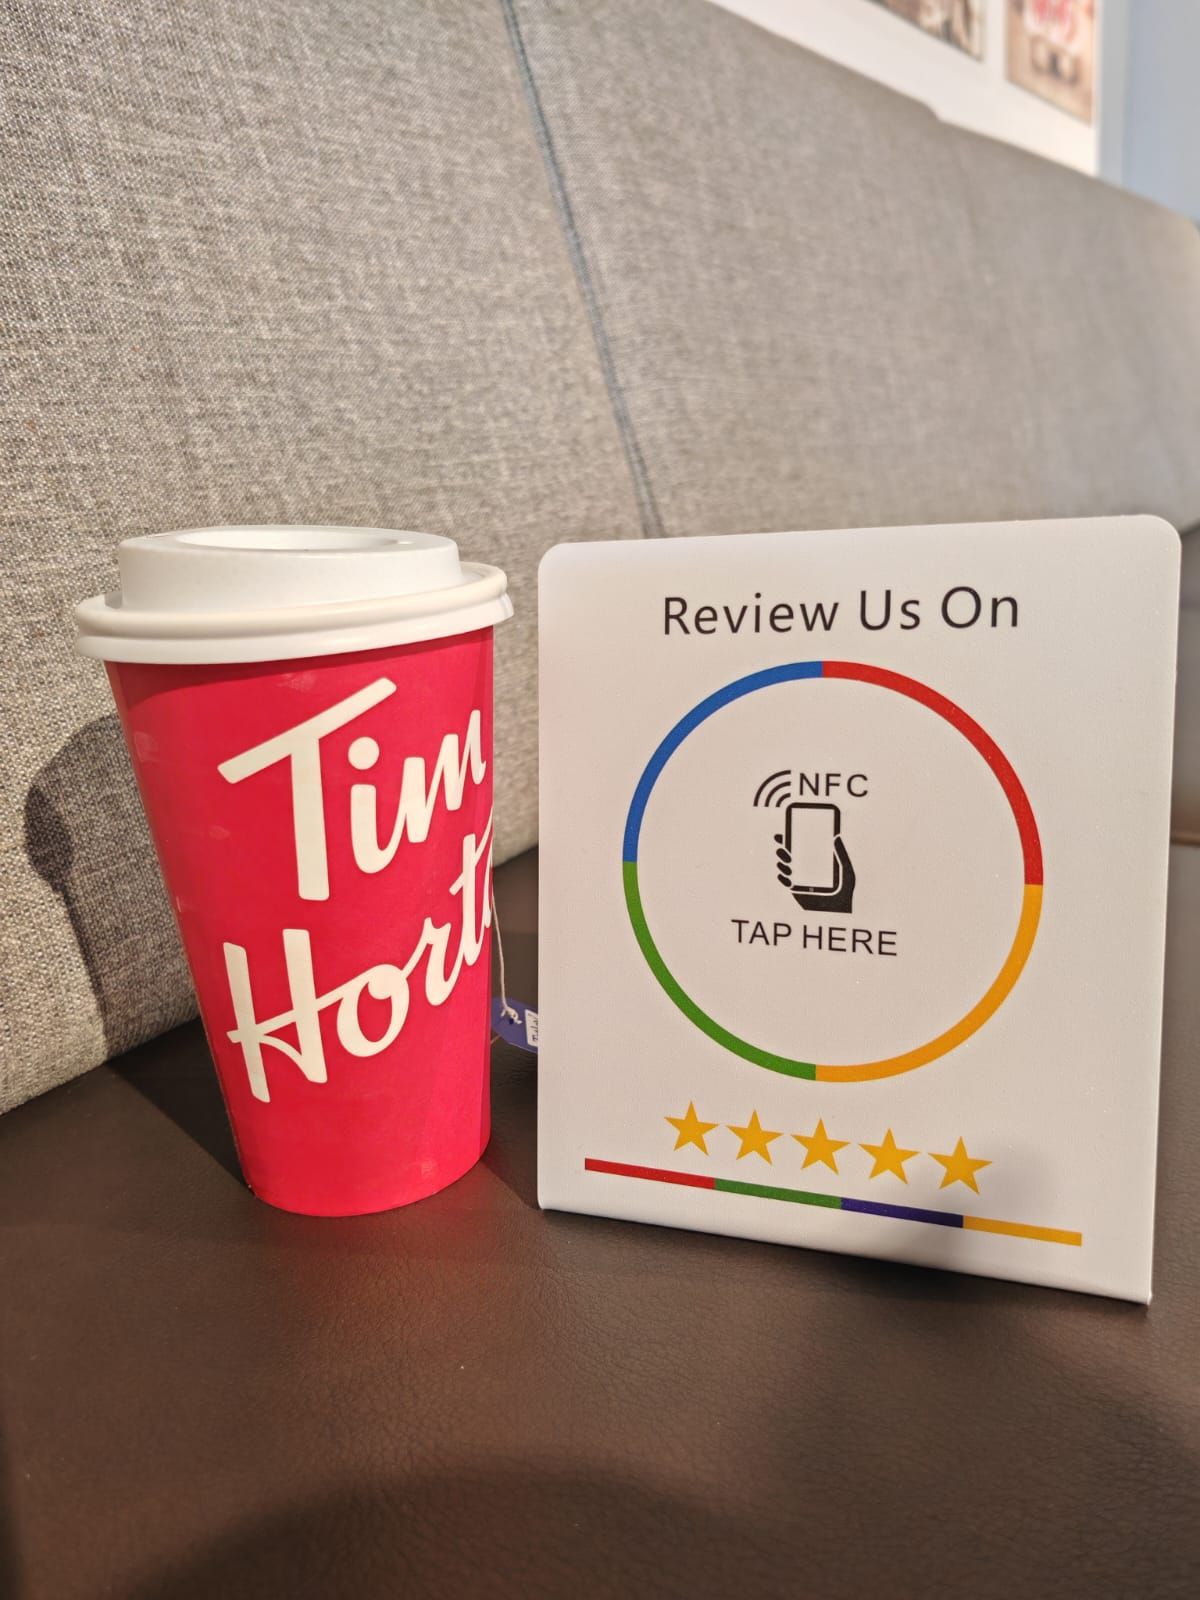 Tim
Hort
Review Us On
NFC
TAP HERE